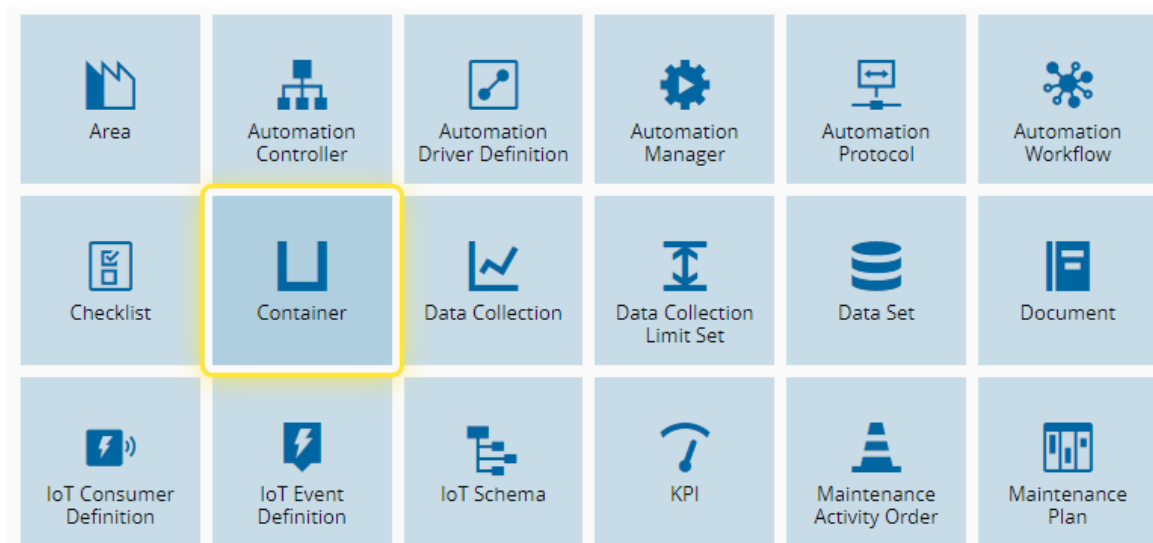 Area
Automation
Controller
Automation
Driver Definition
Automation
Manager
Automation
Protocol
Automation
Workflow
Checklist
Container
Data Collection
Data Collection
Limit Set
Data Set
Document
IoT Consumer
Definition
IoT Event
Definition
IoT Schema
KPI
Maintenance
Activity Order
Maintenance
Plan